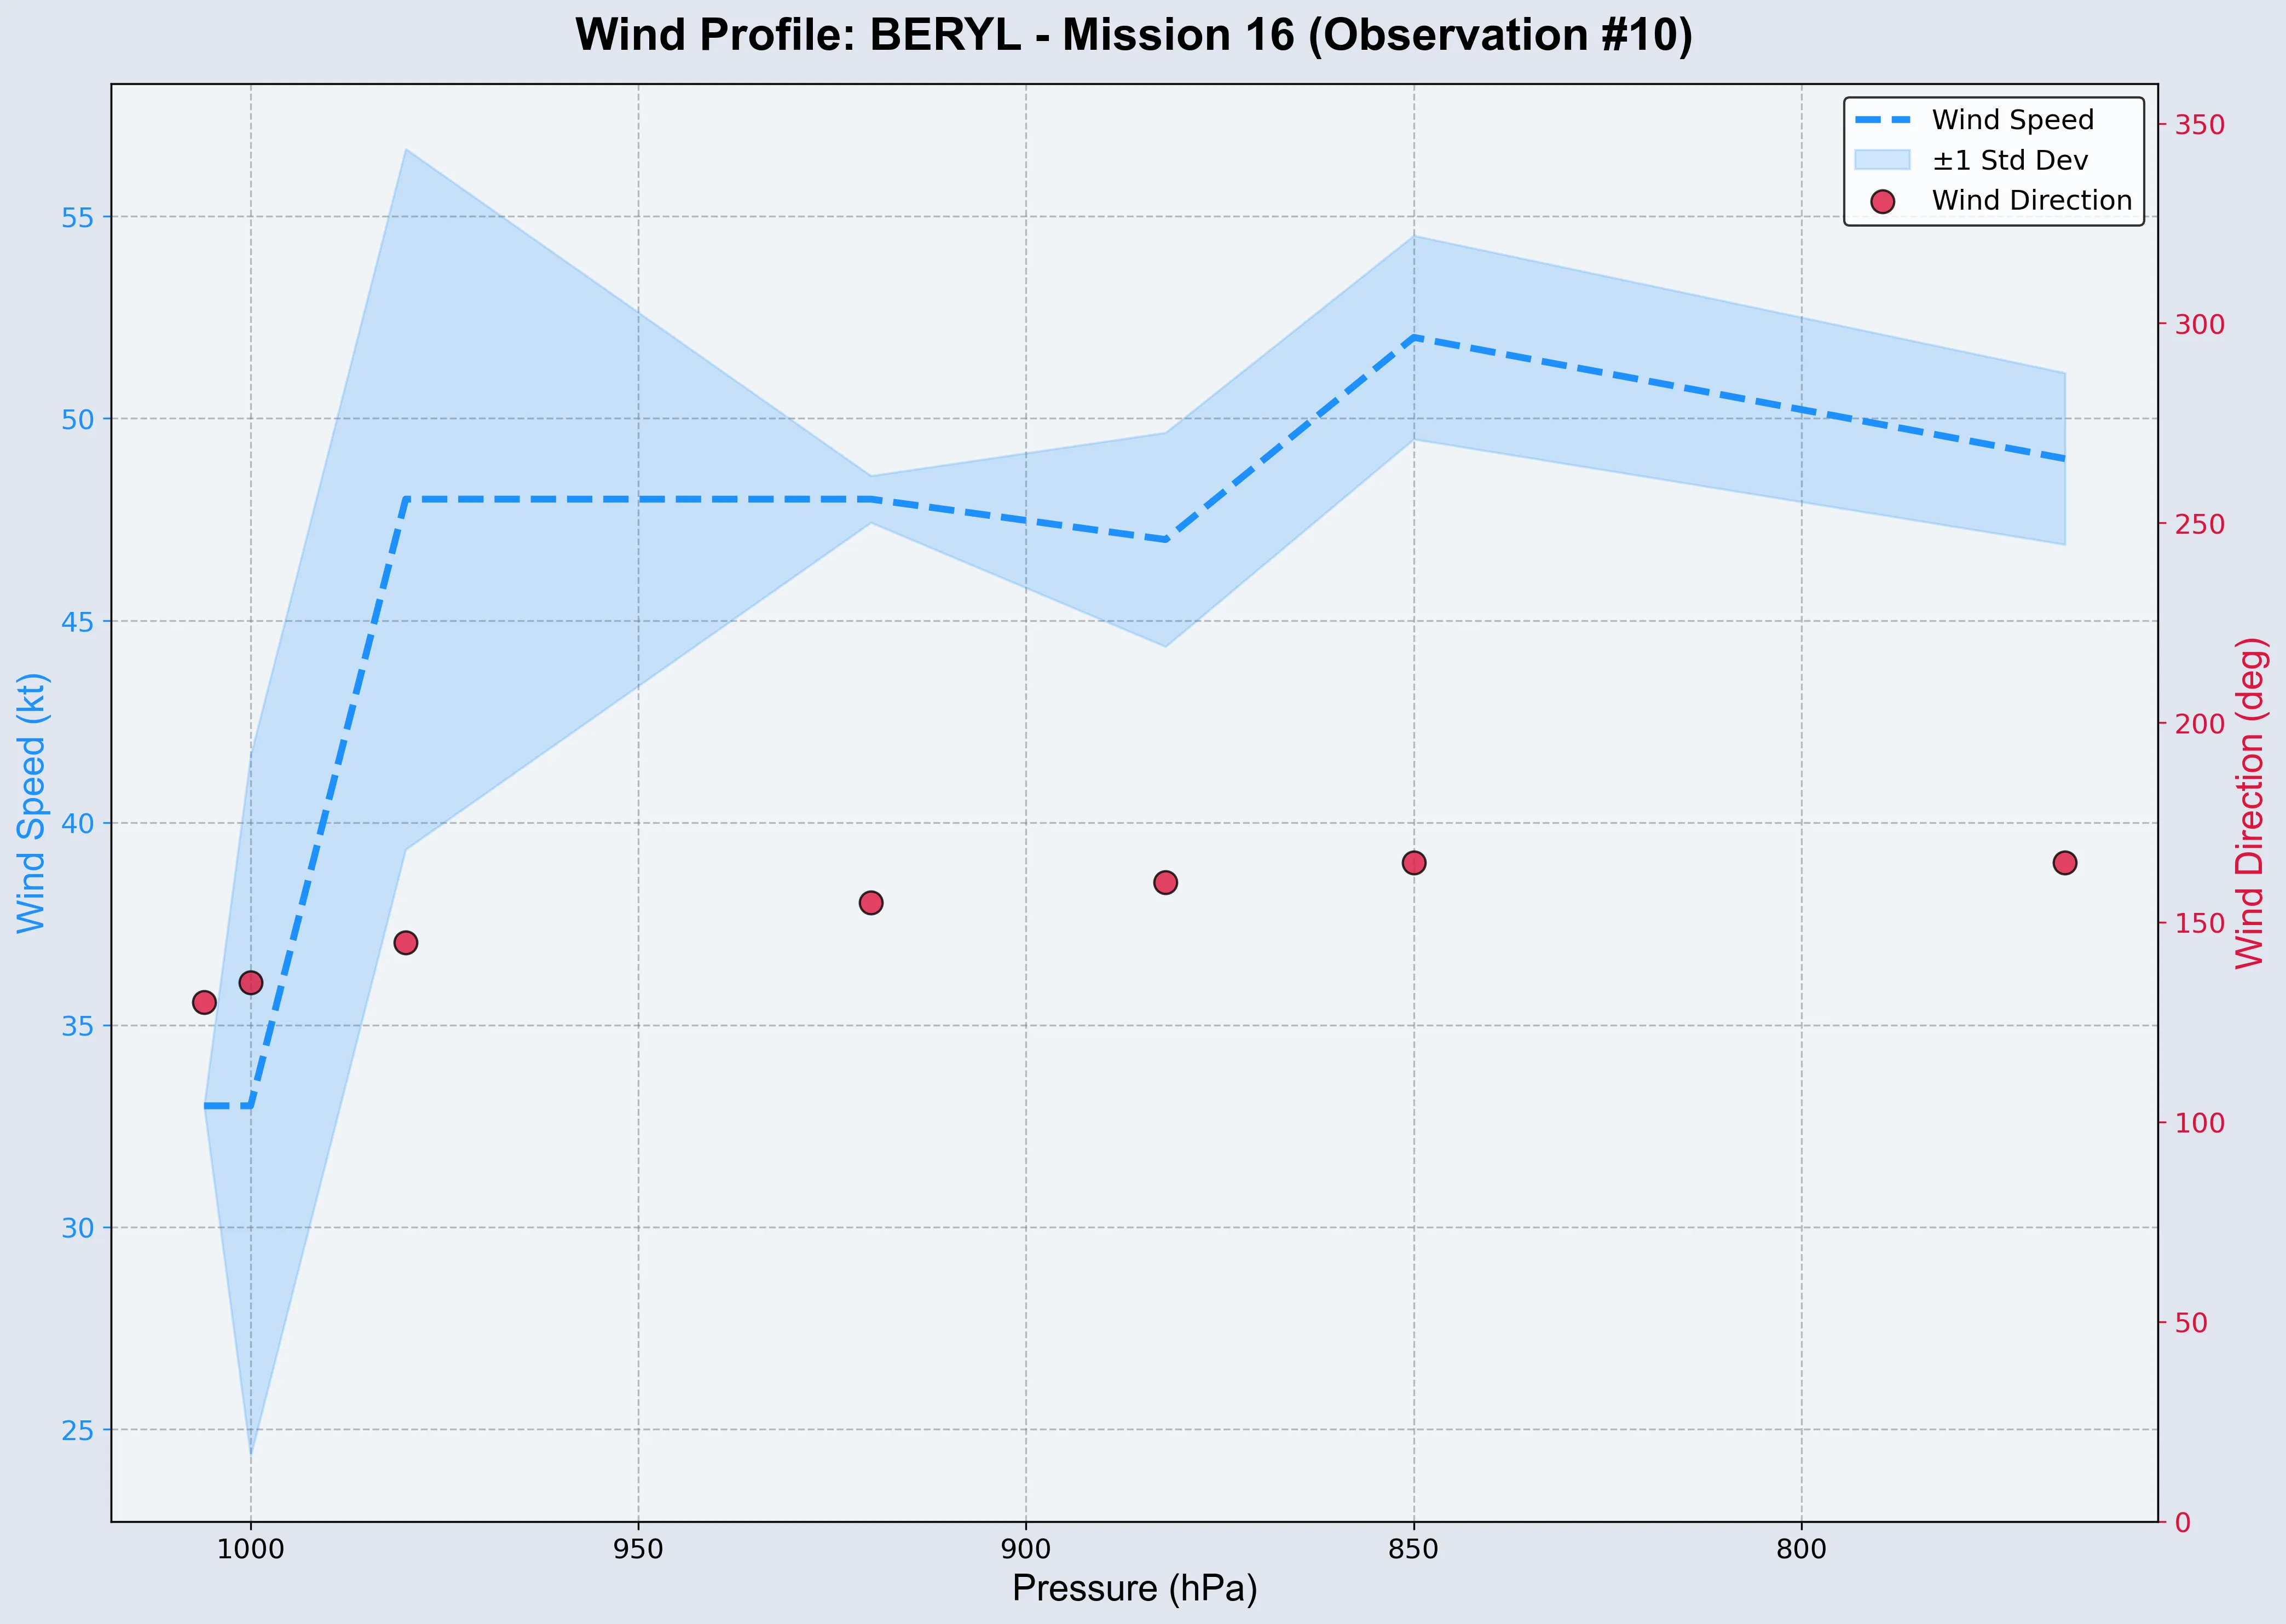 Wind Profile: BERYL - Mission 16 (Observation #10)
Wind Speed
±1 Std Dev
Wind Direction
55
50
45
40
35
30
25
Wind Speed (kt)
350
300
250
200
150
100
50
0
Wind Direction (deg)
1000
950
900
850
800
Pressure (hPa)